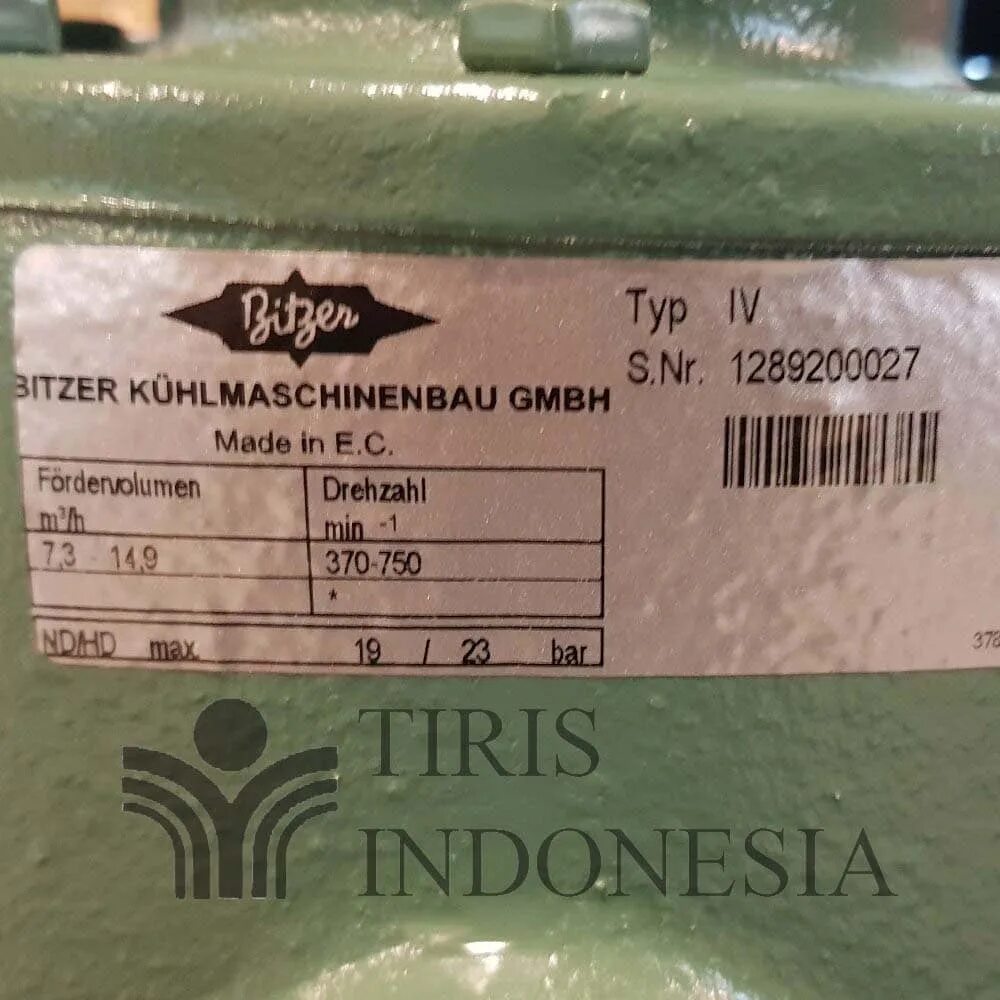 Bitzer
BITZER KÜHLMASCHINENBAU GMBH
Made in E.C.
Typ IV
S.Nr. 1289200027
Fördervolumen Drehzahl
m³/h min -1
7,3 - 14,9 370-750
*
ND/HD max. 19 / 23 bar
378
TIRIS
INDONESIA